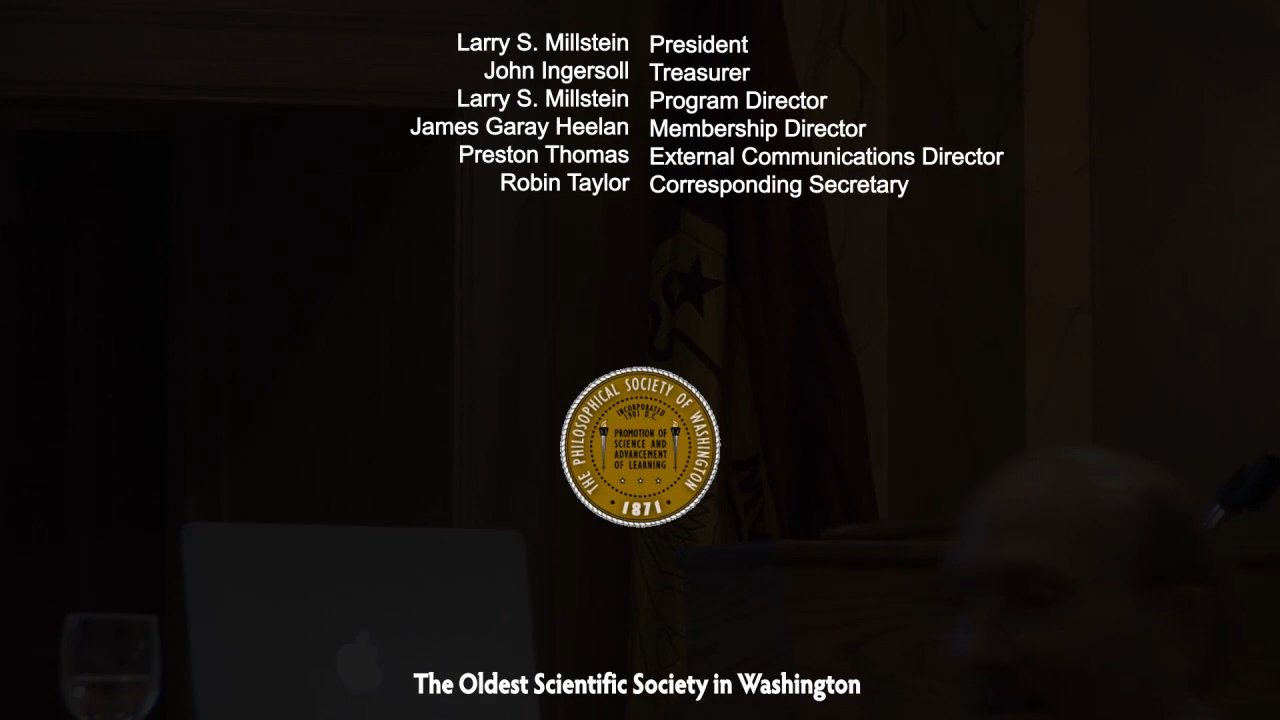 Larry S. Millstein President
John Ingersoll Treasurer
Larry S. Millstein Program Director
James Garay Heelan Membership Director
Preston Thomas External Communications Director
Robin Taylor Corresponding Secretary
THE PHILOSOPHICAL SOCIETY OF WASHINGTON
INCORPORATED
1901 D.C.
PROMOTION OF
SCIENCE AND
ADVANCEMENT
OF LEARNING
1871
The Oldest Scientific Society in Washington